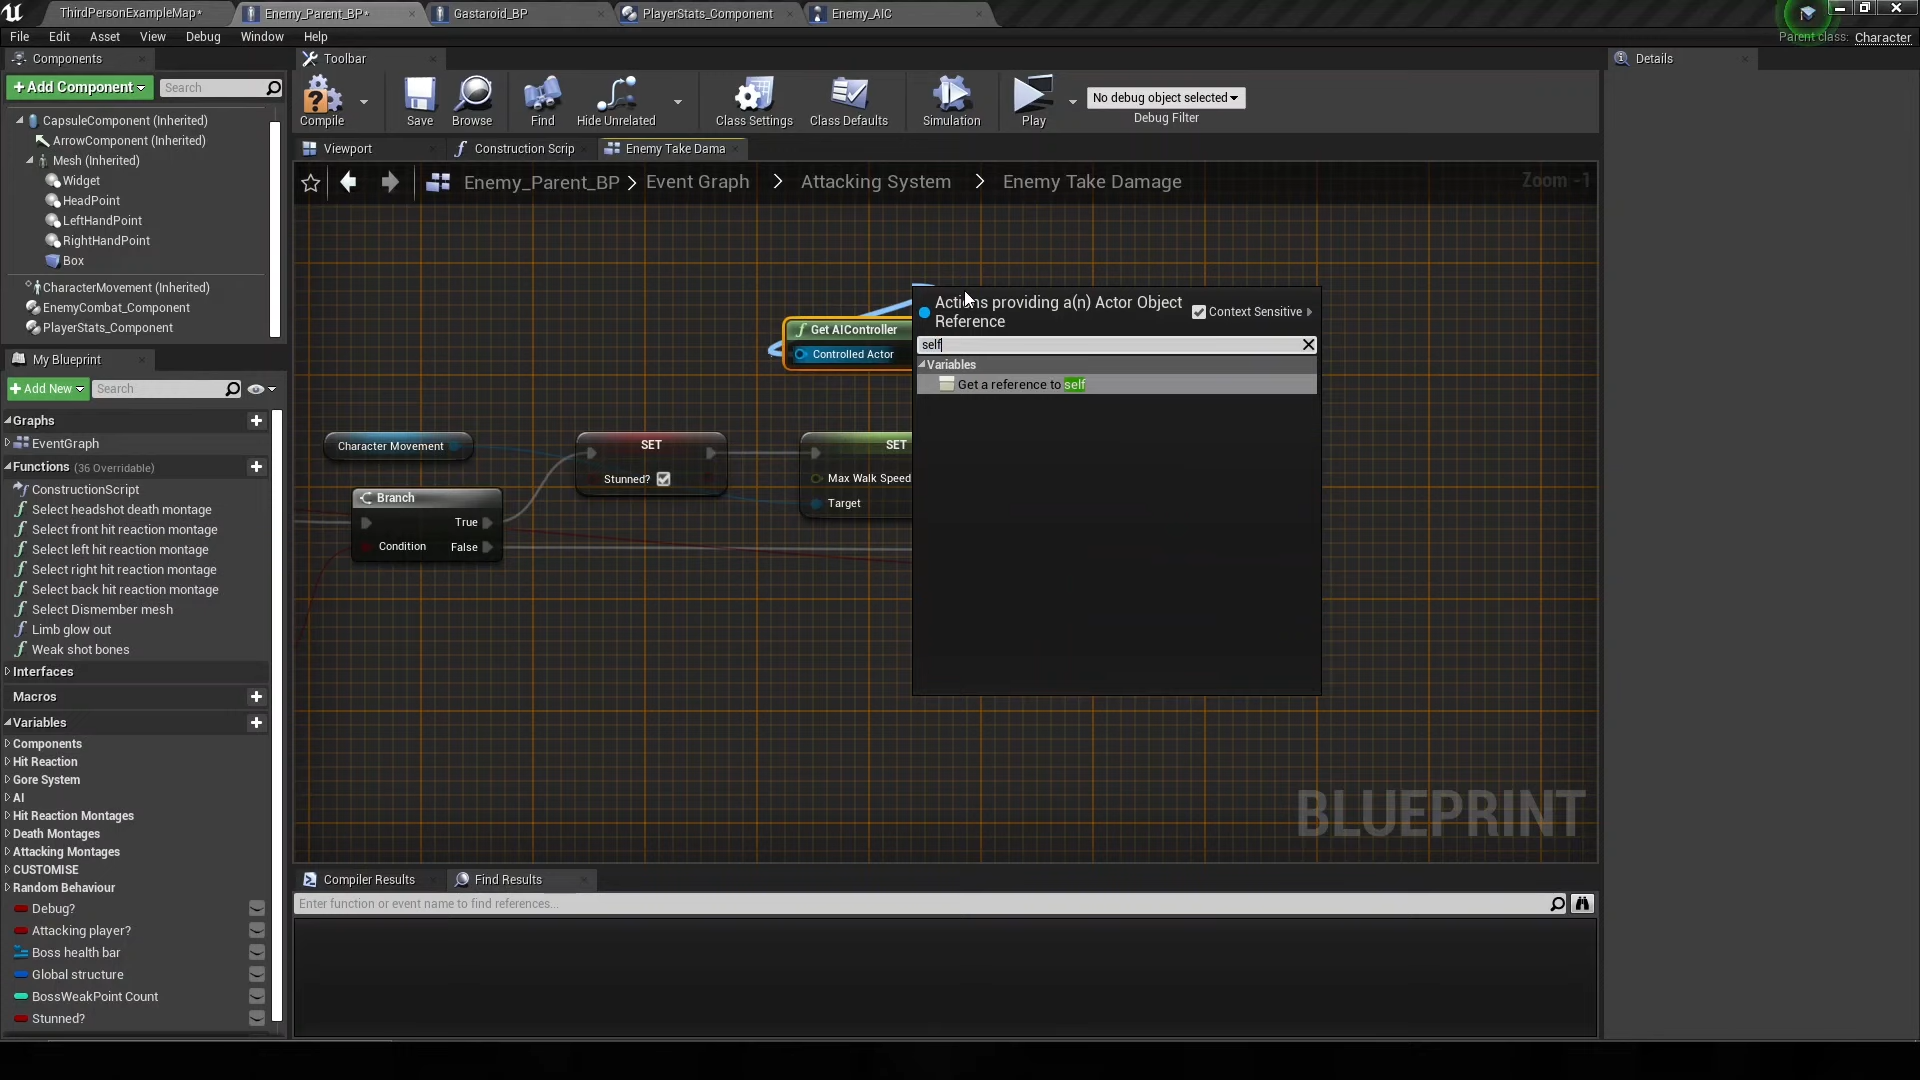 ThirdPersonExampleMap*
Enemy_Parent_BP*
Gastaroid_BP
PlayerStats_Component
Enemy_AIC
File Edit Asset View Debug Window Help
Parent class: Character
Components
Toolbar
Details
+Add Component
Search
Compile
Save
Browse
Find
Hide Unrelated
Class Settings
Class Defaults
Simulation
Play
No debug object selected
Debug Filter
CapsuleComponent (Inherited)
ArrowComponent (Inherited)
Mesh (Inherited)
Widget
HeadPoint
LeftHandPoint
RightHandPoint
Box
CharacterMovement (Inherited)
EnemyCombat_Component
PlayerStats_Component
Viewport
Construction Scrip
Enemy Take Dama
Enemy_Parent_BP > Event Graph > Attacking System > Enemy Take Damage
Zoom -1
My Blueprint
+Add New
Search
Graphs
EventGraph
Functions (36 Overridable)
ConstructionScript
Select headshot death montage
Select front hit reaction montage
Select left hit reaction montage
Select right hit reaction montage
Select back hit reaction montage
Select Dismember mesh
Limb glow out
Weak shot bones
Interfaces
Macros
Variables
Components
Hit Reaction
Gore System
AI
Hit Reaction Montages
Death Montages
Attacking Montages
CUSTOMISE
Random Behaviour
Debug?
Attacking player?
Boss health bar
Global structure
BossWeakPoint Count
Stunned?
Get AIController
Controlled Actor
Character Movement
Branch
True
Condition
False
SET
Stunned?
SET
Max Walk Speed
Target
Actions providing a(n) Actor Object
Reference
Context Sensitive
self
Variables
Get a reference to self
BLUEPRINT
Compiler Results
Find Results
Enter function or event name to find references...